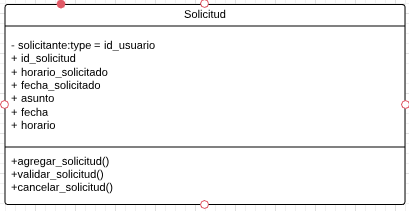 Solicitud
- solicitante:type = id_usuario
+ id_solicitud
+ horario_solicitado
+ fecha_solicitado
+ asunto
+ fecha
+ horario
+agregar_solicitud()
+validar_solicitud()
+cancelar_solicitud()